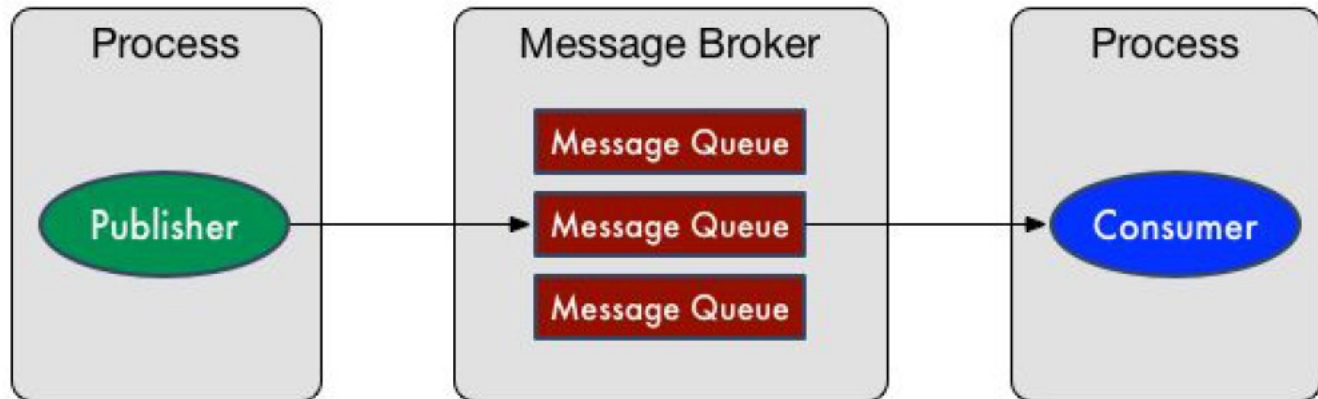 Process
Message Broker
Process
Message Queue
Publisher
Message Queue
Consumer
Message Queue